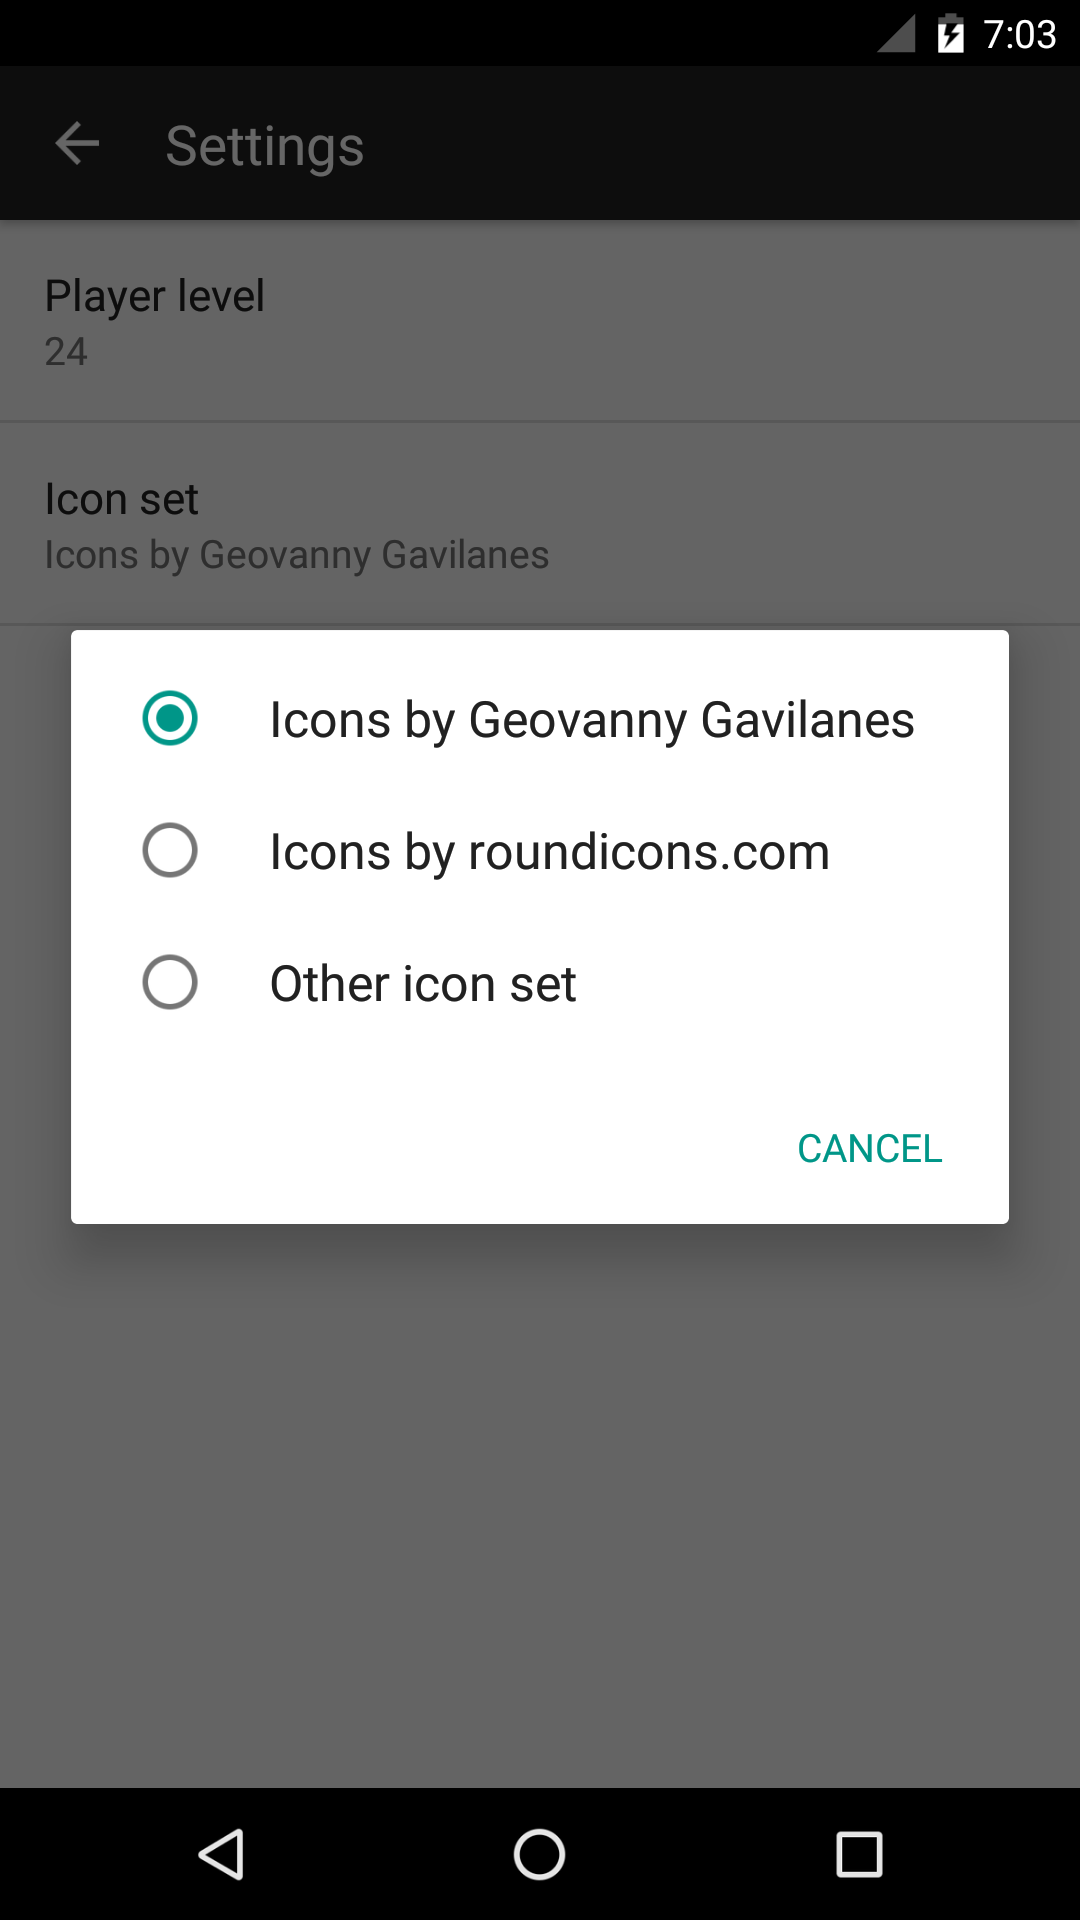 7:03
Settings
Player level
24
Icon set
Icons by Geovanny Gavilanes
Icons by Geovanny Gavilanes
Icons by roundicons.com
Other icon set
CANCEL